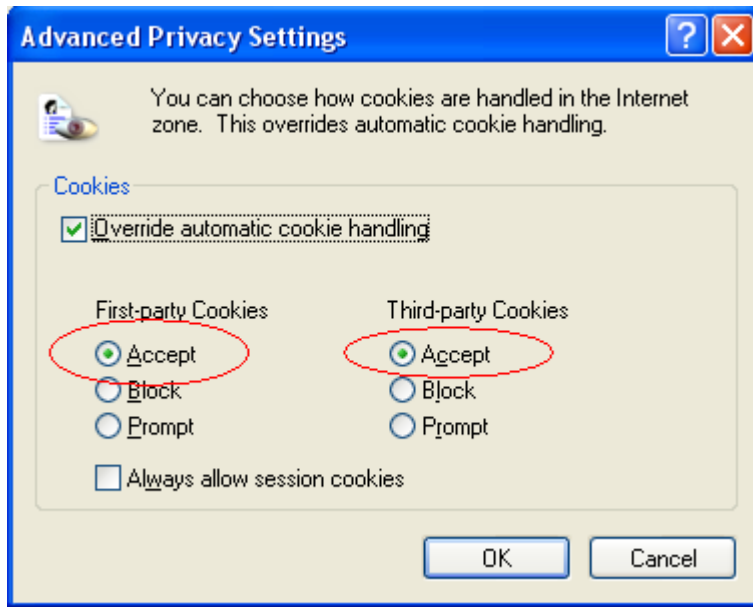 Advanced Privacy Settings
You can choose how cookies are handled in the Internet
zone. This overrides automatic cookie handling.
Cookies
Override automatic cookie handling
First-party Cookies
Third-party Cookies
Accept
Accept
Block
Block
Prompt
Prompt
Always allow session cookies
OK
Cancel